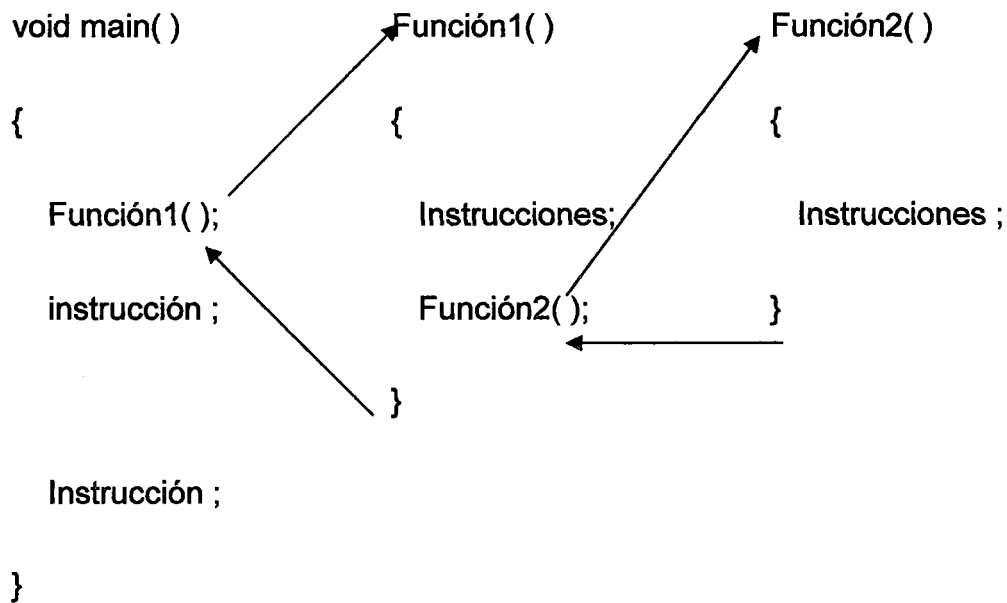 void main( )
{
Función1( );
instrucción ;
Instrucción ;
}
Función1( )
{
Instrucciones;
Función2( );
}
Función2( )
{
Instrucciones ;
}